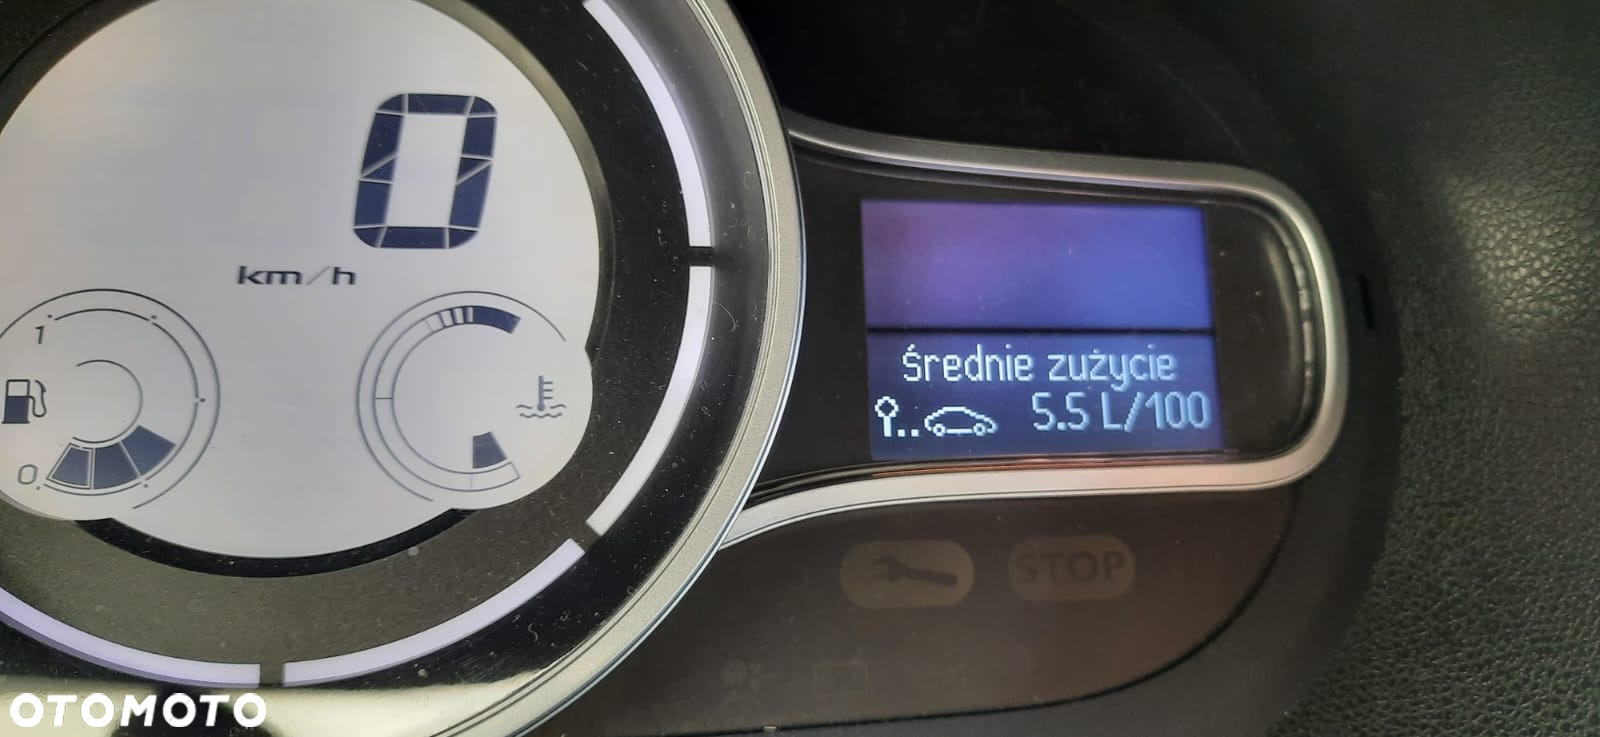 0
km/h
1
0
średnie zużycie
5.5 L/100
STOP
OTOMOTO